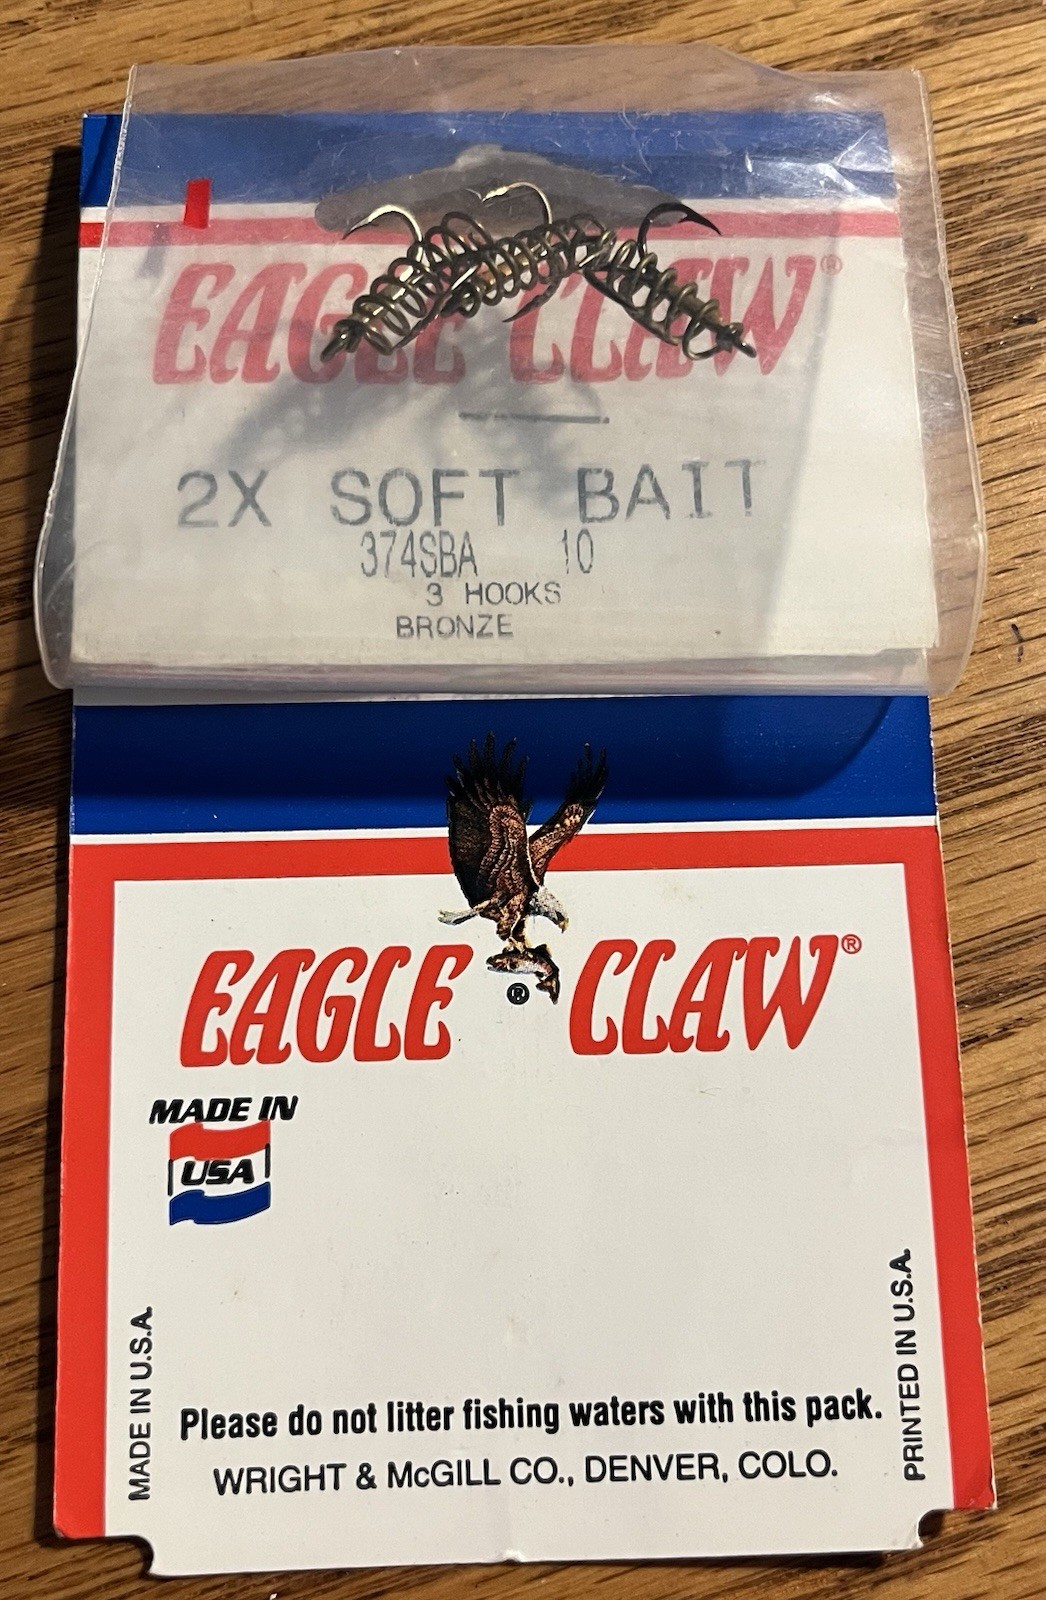 EAGLE CLAW®
2X SOFT BAIT
374SBA 10
3 HOOKS
BRONZE
EAGLE ® CLAW®
MADE IN
USA
MADE IN U.S.A.
PRINTED IN U.S.A.
Please do not litter fishing waters with this pack.
WRIGHT & McGILL CO., DENVER, COLO.